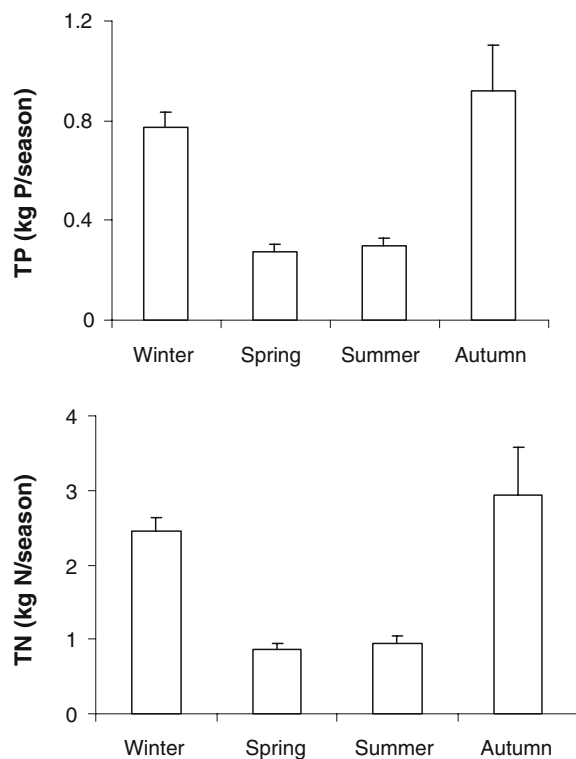 TP (kg P/season)
1.2
0.8
0.4
0
Winter Spring Summer Autumn
TN (kg N/season)
4
3
2
1
0
Winter Spring Summer Autumn